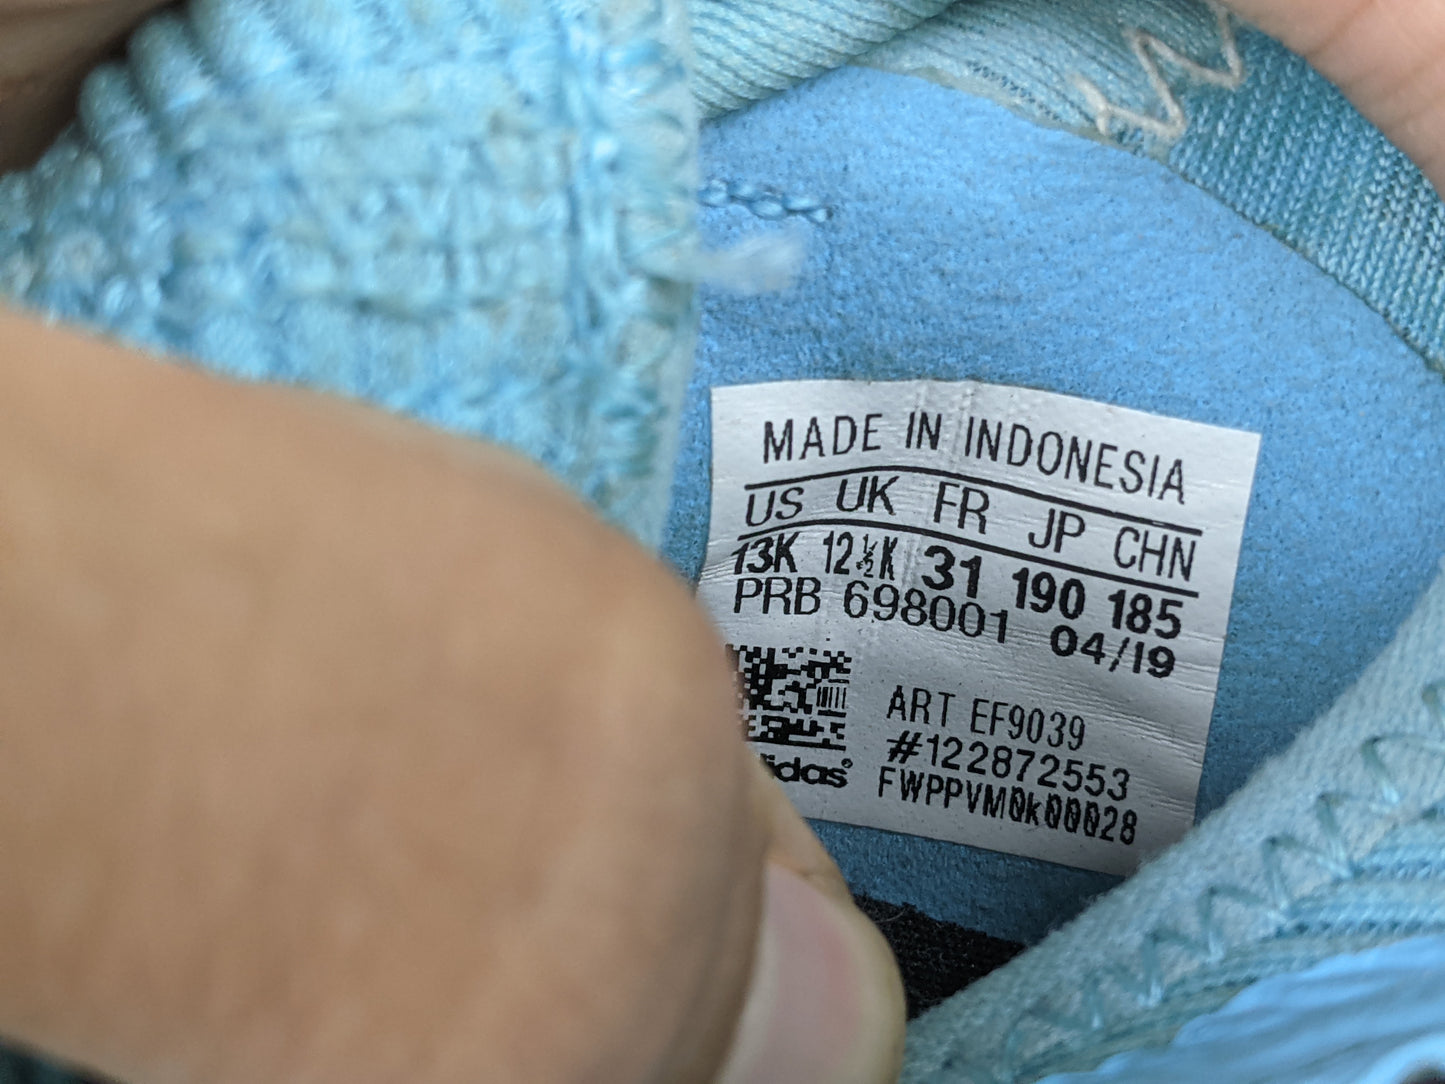 MADE IN INDONESIA
US UK FR JP CHN
13K 12½K 31 190 185
PRB 698001 04/19
ART EF9039
#122872553
FWPPVM0k00028